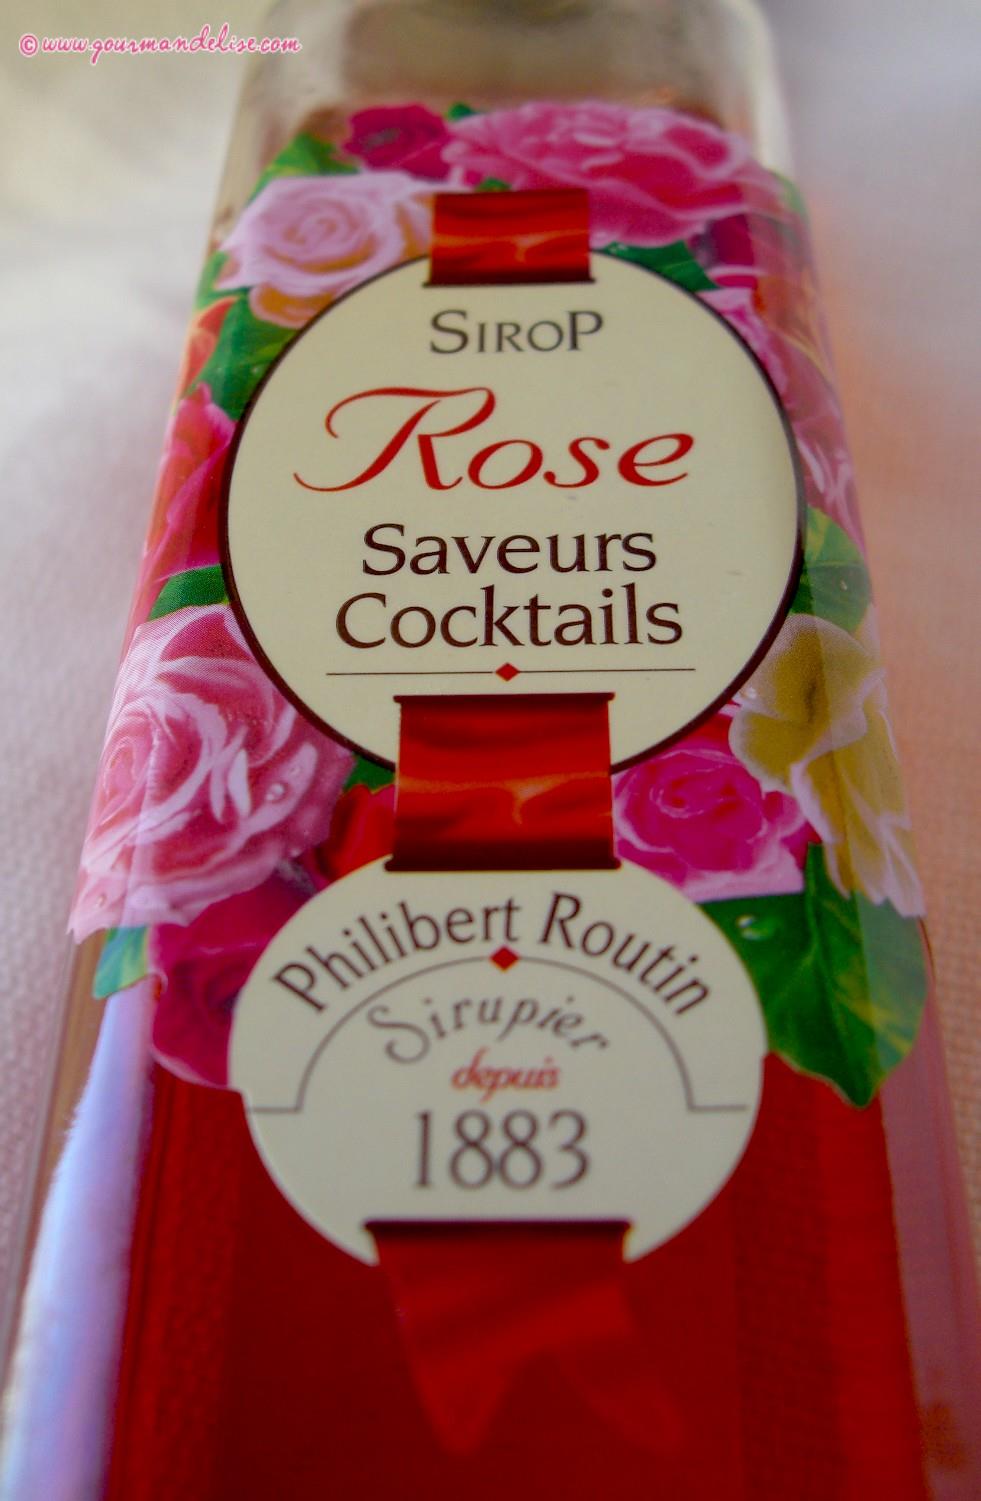 © www.gourmandelise.com
SIROP
Rose
Saveurs
Cocktails
Philibert Routin
Sirupier
depuis
1883